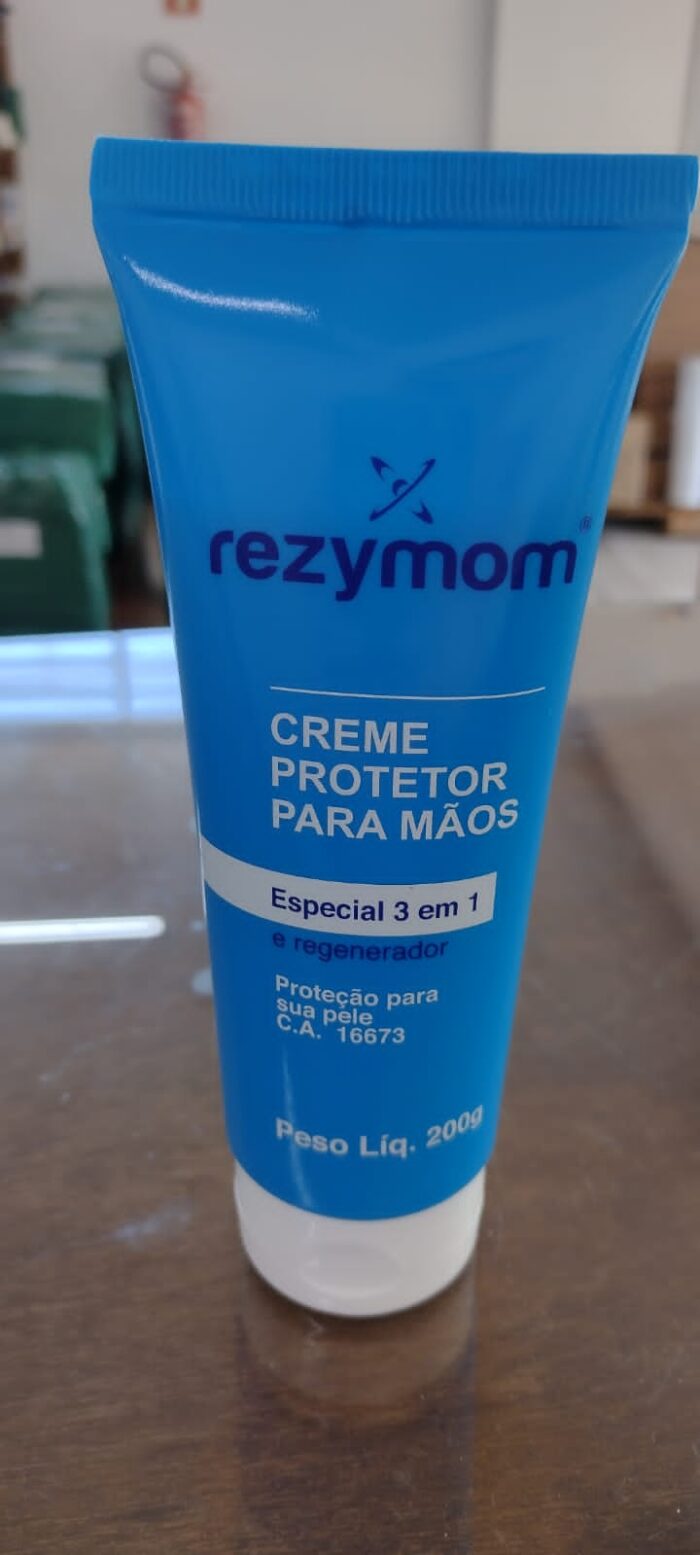 rezymom®
CREME
PROTETOR
PARA MÃOS
Especial 3 em 1
e regenerador
Proteção para
sua pele
C.A. 16673
Peso Líq. 200g